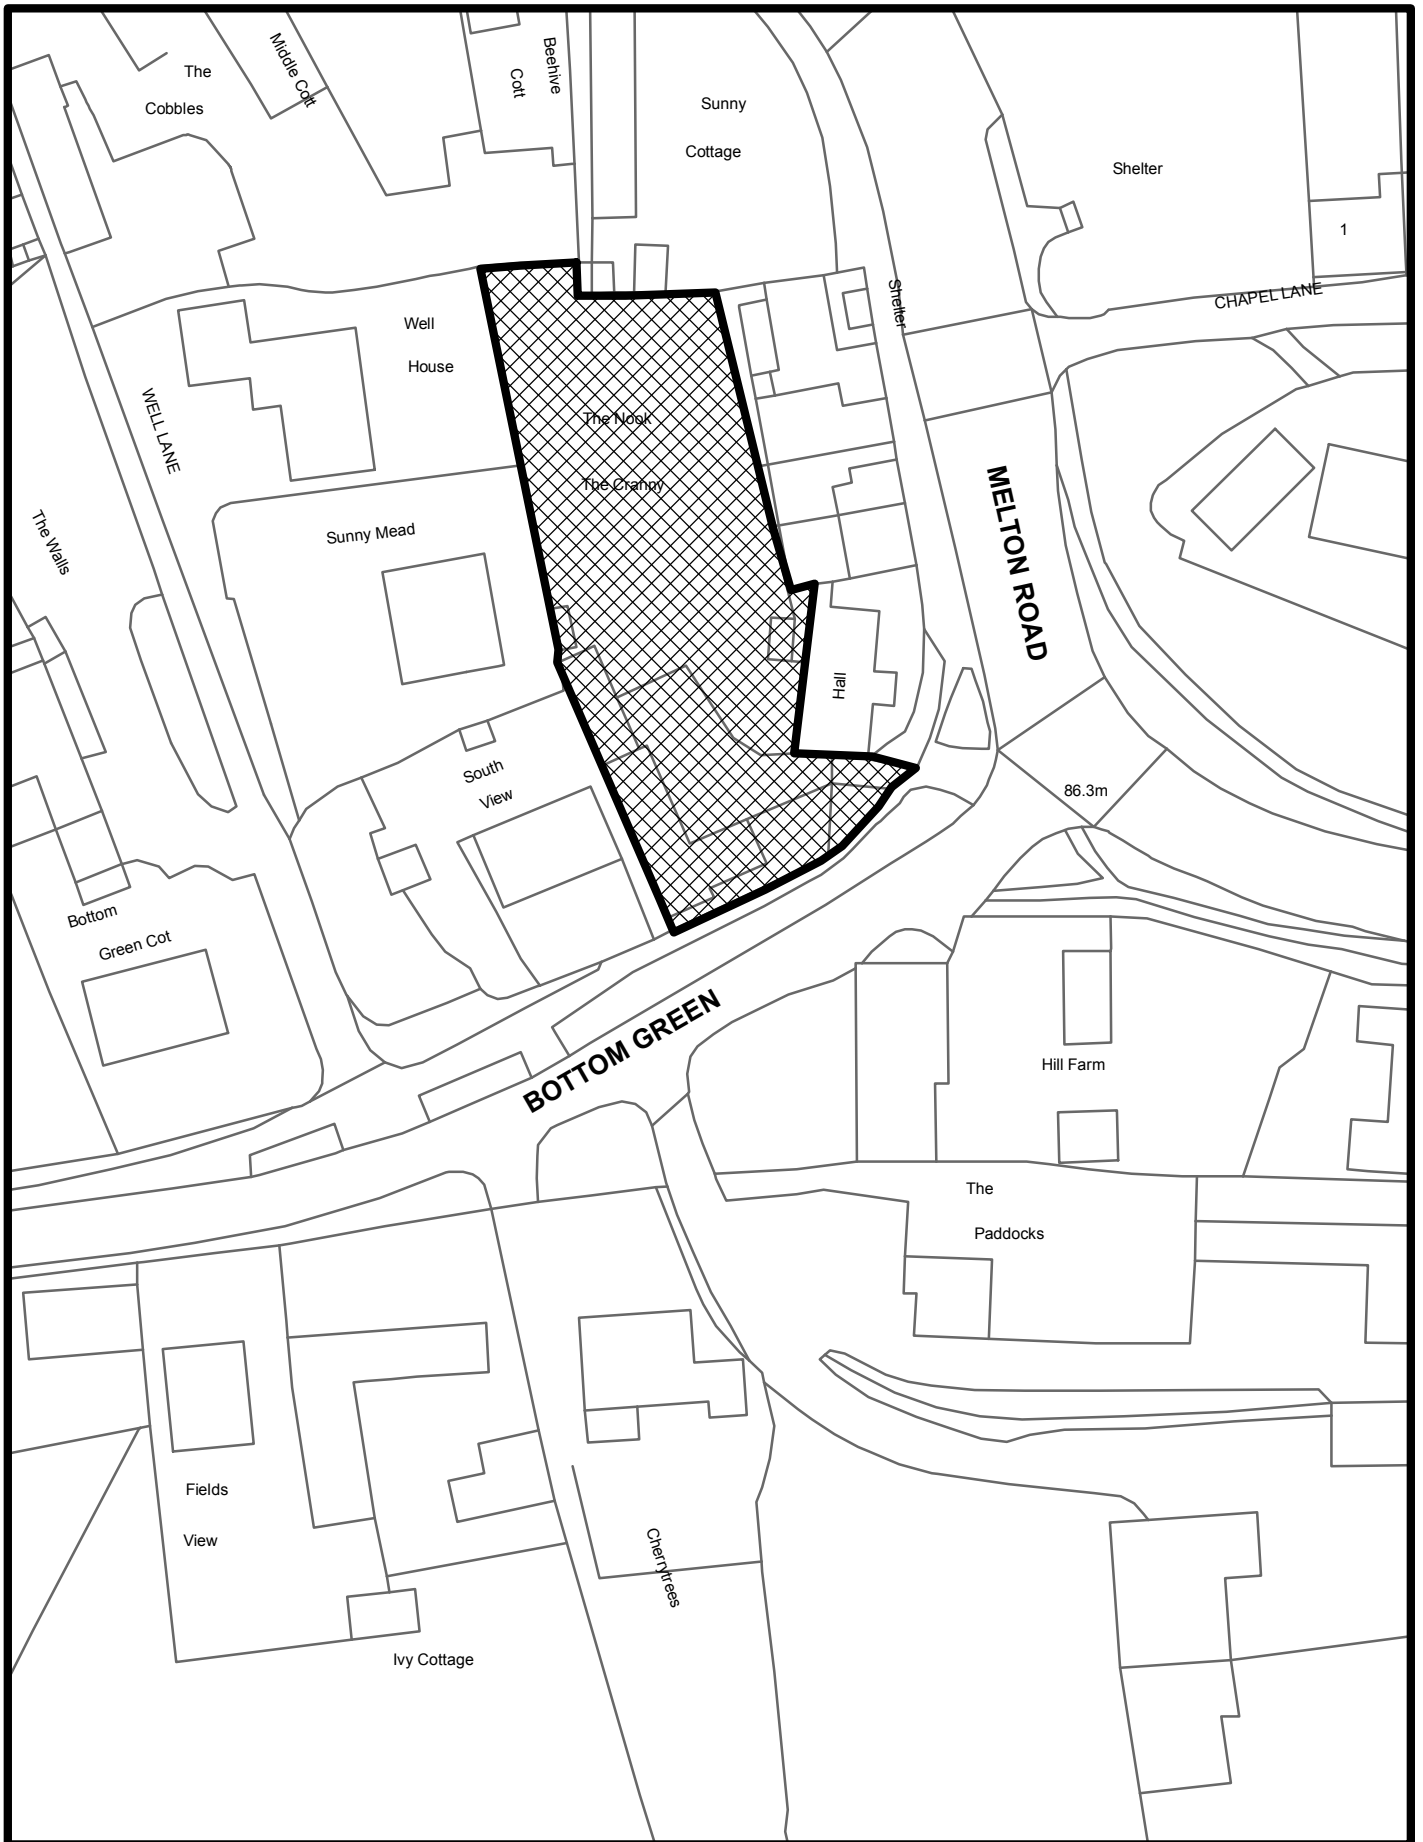 The
Cobbles
Middle Cott
Beehive
Cott
Sunny
Cottage
Shelter
1
CHAPEL LANE
Shelter
Well
House
WELL LANE
The Nook
The Cranny
The Walls
Sunny Mead
MELTON ROAD
Hall
South
View
86.3m
Bottom
Green Cot
BOTTOM GREEN
Hill Farm
The
Paddocks
Fields
View
Cherrytrees
Ivy Cottage